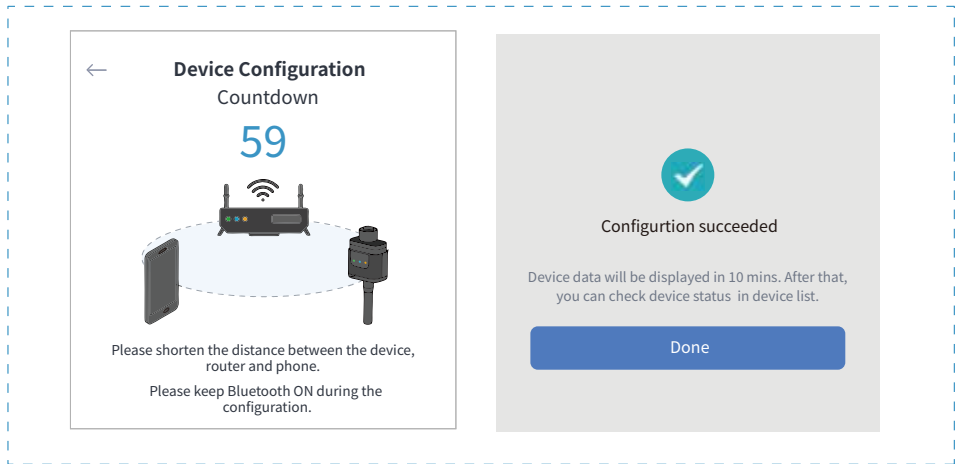 Device Configuration
Countdown
59
Please shorten the distance between the device,
router and phone.
Please keep Bluetooth ON during the
configuration.
Configurtion succeeded
Device data will be displayed in 10 mins. After that,
you can check device status in device list.
Done